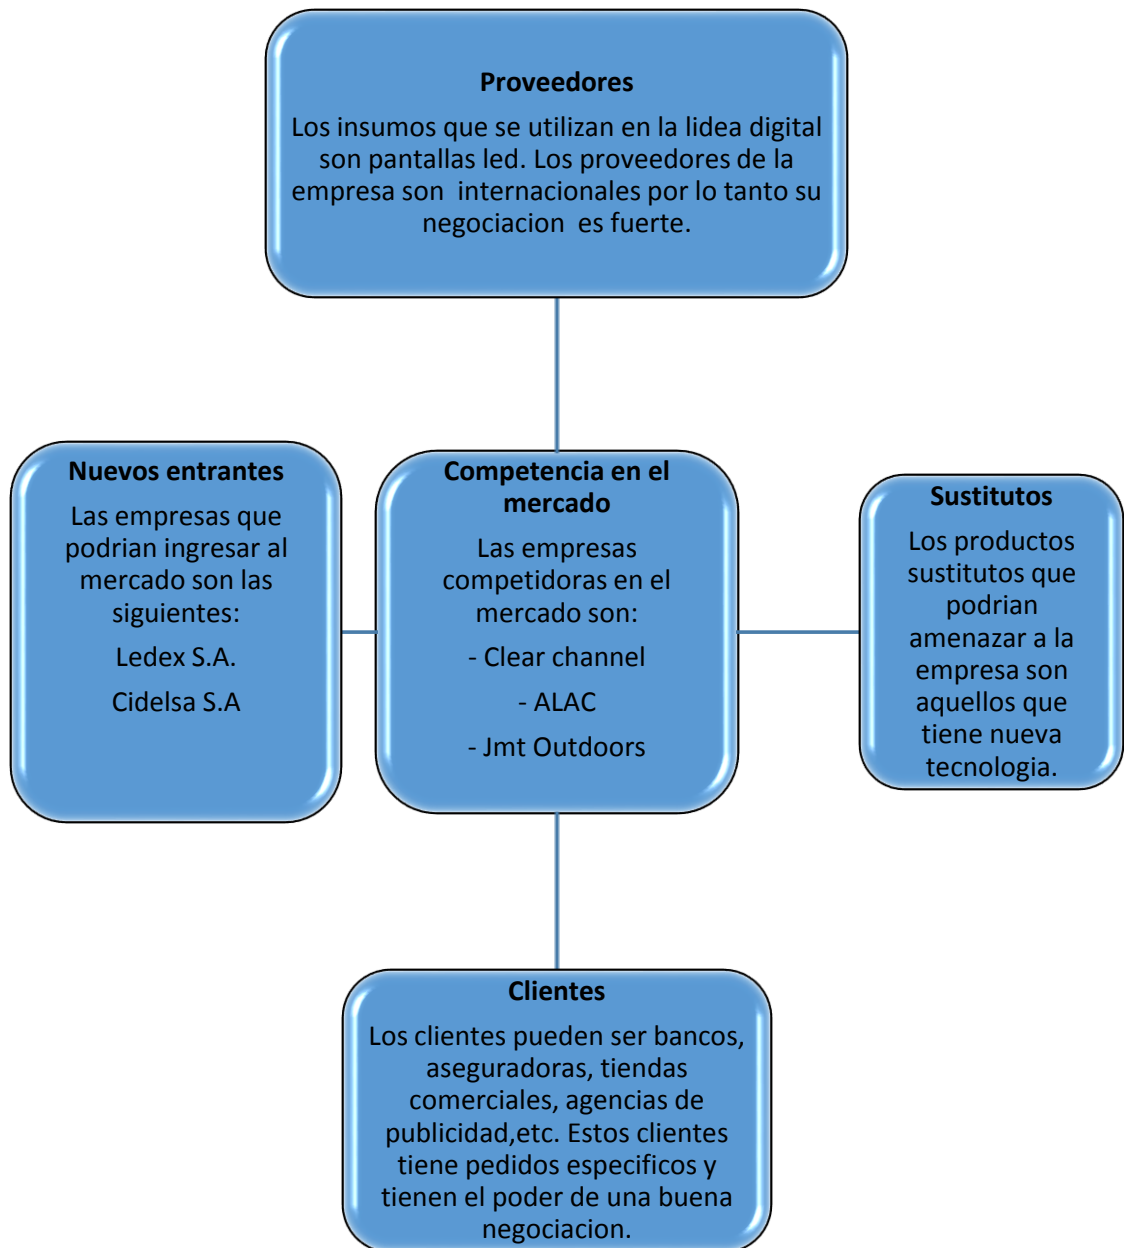 Proveedores
Los insumos que se utilizan en la lidea digital
son pantallas led. Los proveedores de la
empresa son  internacionales por lo tanto su
negociacion  es fuerte.
Nuevos entrantes
Las empresas que
podrian ingresar al
mercado son las
siguientes:
Ledex S.A.
Cidelsa S.A
Competencia en el
mercado
Las empresas
competidoras en el
mercado son:
- Clear channel
- ALAC
- Jmt Outdoors
Sustitutos
Los productos
sustitutos que
podrian
amenazar a la
empresa son
aquellos que
tiene nueva
tecnologia.
Clientes
Los clientes pueden ser bancos,
aseguradoras, tiendas
comerciales, agencias de
publicidad,etc. Estos clientes
tiene pedidos especificos y
tienen el poder de una buena
negociacion.